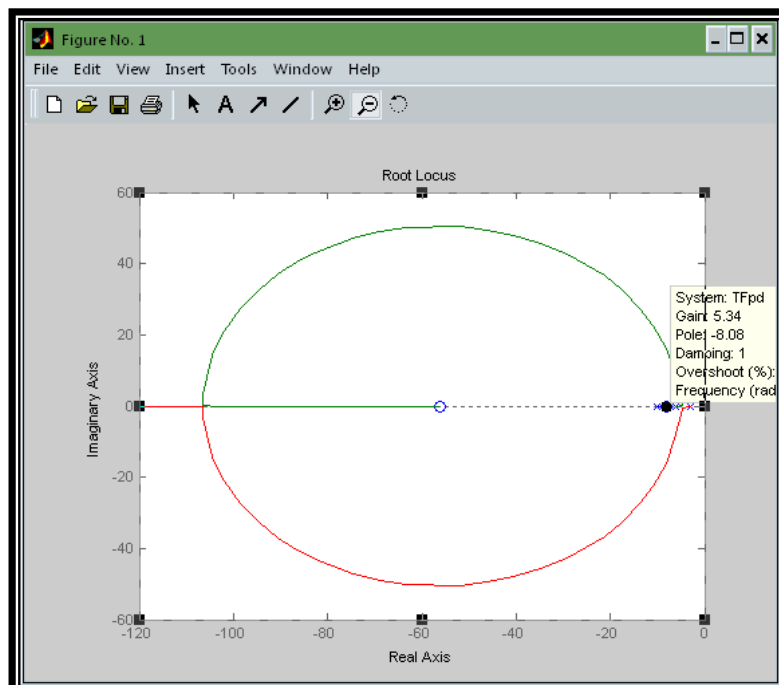 Figure No. 1
File Edit View Insert Tools Window Help
A
Root Locus
60
40
20
0
-20
-40
-60
Imaginary Axis
System: TFpd
Gain: 5.34
Pole: -8.08
Damping: 1
Overshoot (%):
Frequency (rad
-120 -100 -80 -60 -40 -20 0
Real Axis